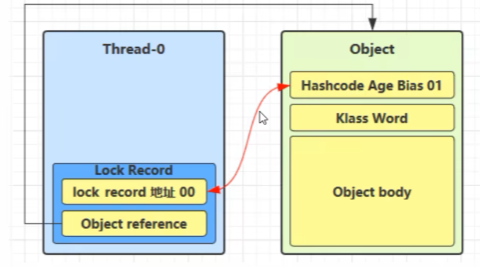 Thread-0
Lock Record
lock record 地址 00
Object reference
Object
Hashcode Age Bias 01
Klass Word
Object body